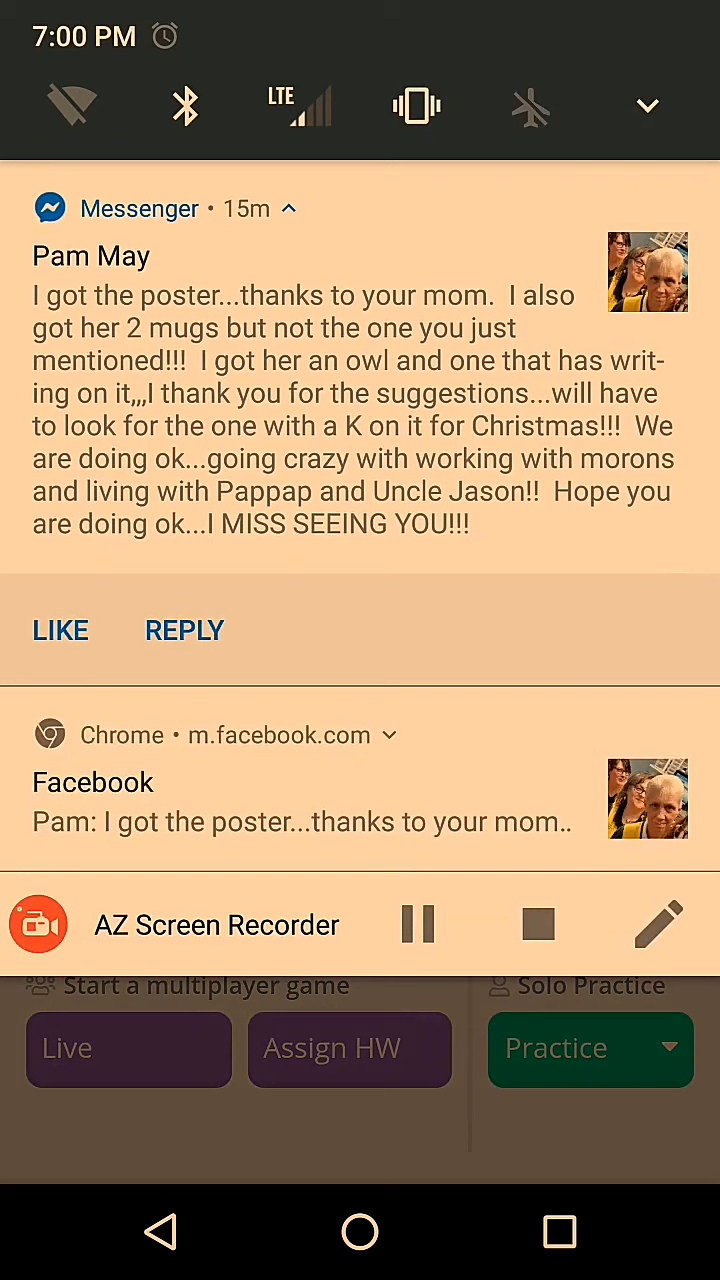 7:00 PM
LTE
Messenger • 15m
Pam May
I got the poster...thanks to your mom.  I also
got her 2 mugs but not the one you just
mentioned!!!  I got her an owl and one that has writ-
ing on it,,,I thank you for the suggestions...will have
to look for the one with a K on it for Christmas!!!  We
are doing ok...going crazy with working with morons
and living with Pappap and Uncle Jason!!  Hope you
are doing ok...I MISS SEEING YOU!!!
LIKE REPLY
Chrome • m.facebook.com
Facebook
Pam: I got the poster...thanks to your mom..
AZ Screen Recorder
Start a multiplayer game Solo Practice
Live Assign HW Practice